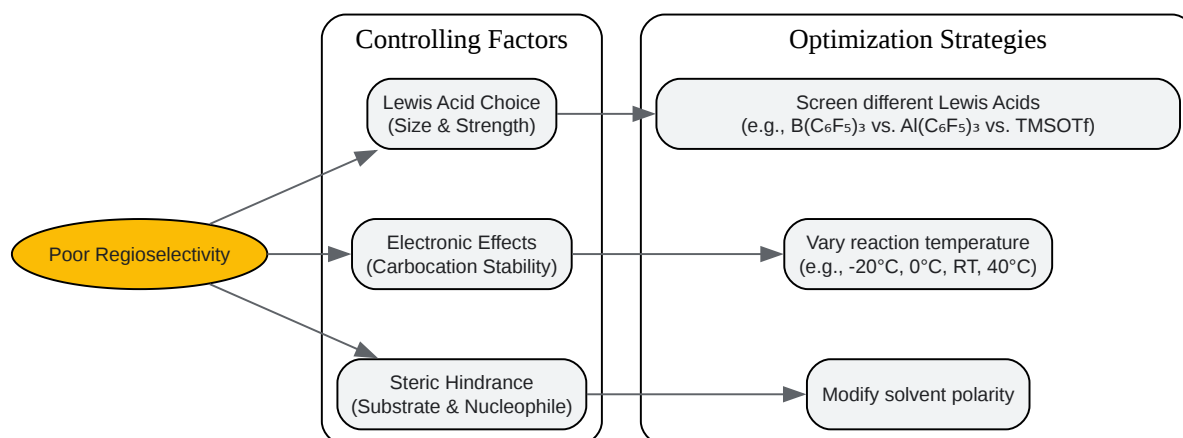 Controlling Factors
Optimization Strategies
Lewis Acid Choice
(Size & Strength)
Screen different Lewis Acids
(e.g., B(C₆F₅)₃ vs. Al(C₆F₅)₃ vs. TMSOTf)
Poor Regioselectivity
Electronic Effects
(Carbocation Stability)
Vary reaction temperature
(e.g., -20°C, 0°C, RT, 40°C)
Steric Hindrance
(Substrate & Nucleophile)
Modify solvent polarity